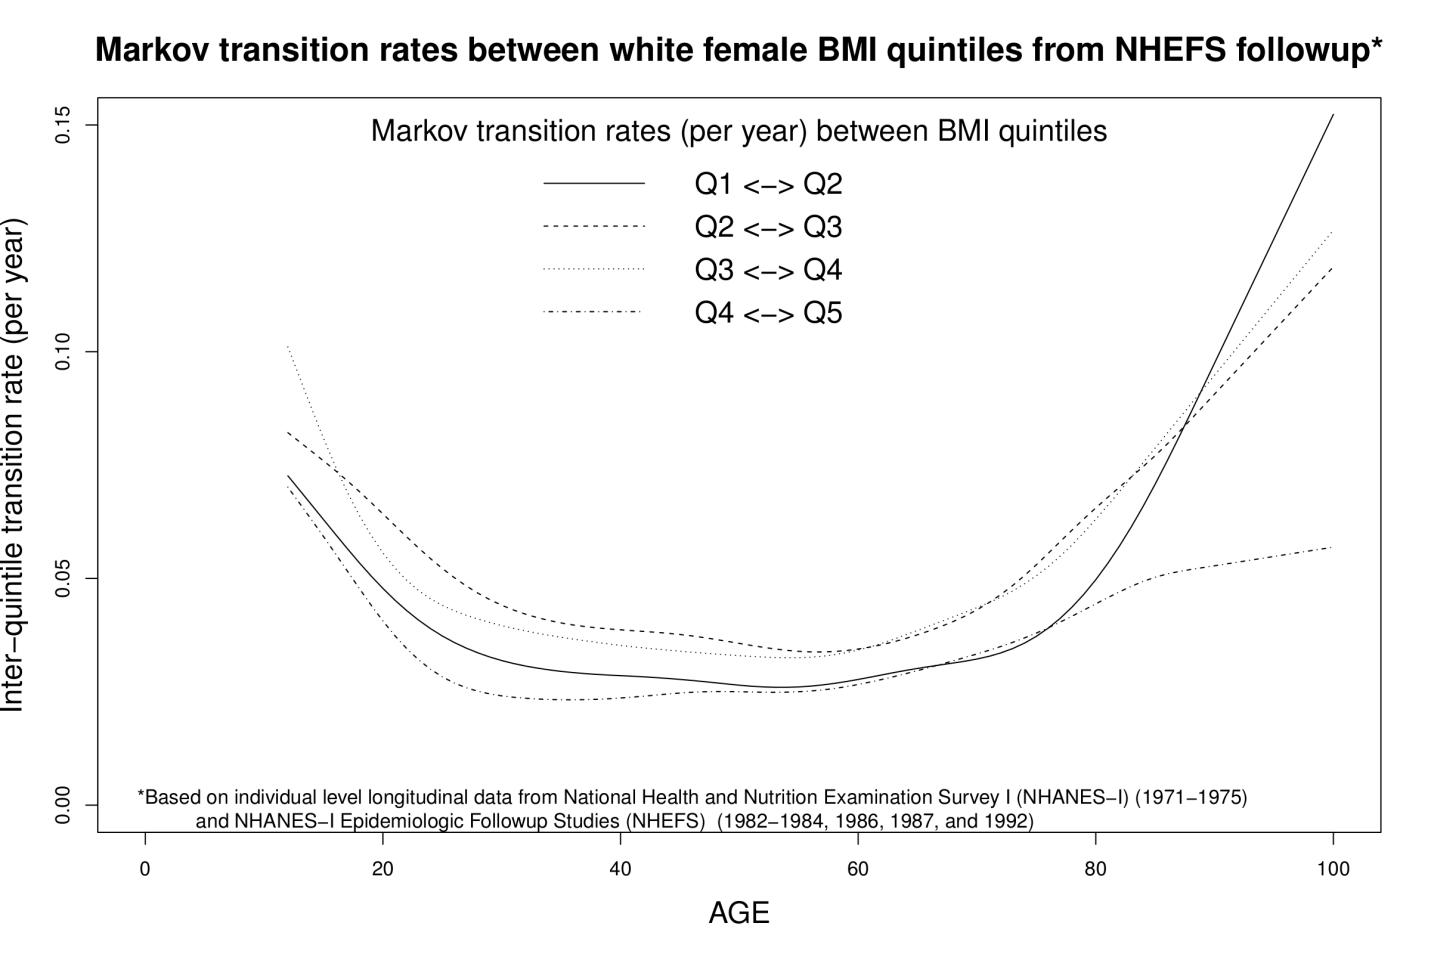 Markov transition rates between white female BMI quintiles from NHEFS followup*
Markov transition rates (per year) between BMI quintiles
Q1 <−> Q2
Q2 <−> Q3
Q3 <−> Q4
Q4 <−> Q5
Inter−quintile transition rate (per year)
0.15
0.10
0.05
0.00
*Based on individual level longitudinal data from National Health and Nutrition Examination Survey I (NHANES−I) (1971−1975)
and NHANES−I Epidemiologic Followup Studies (NHEFS) (1982−1984, 1986, 1987, and 1992)
0 20 40 60 80 100
AGE